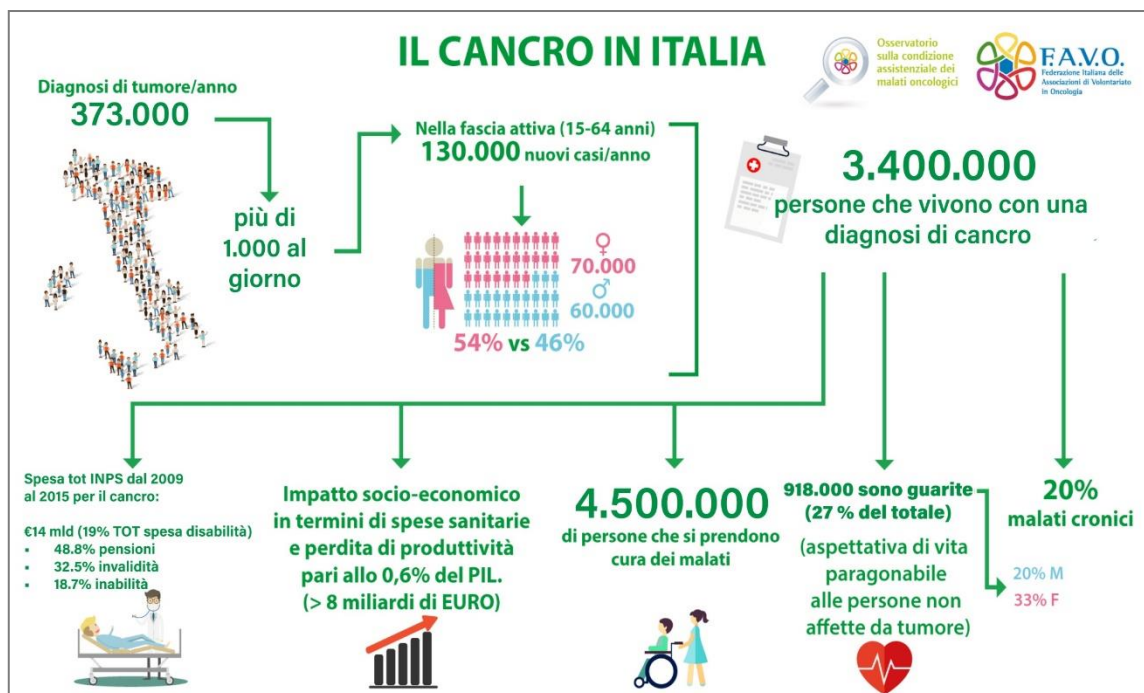 IL CANCRO IN ITALIA
Osservatorio
sulla condizione
assistenziale dei
malati oncologici
F.A.V.O.
Federazione Italiana delle
Associazioni di Volontariato
in Oncologia
Diagnosi di tumore/anno
373.000
più di
1.000 al
giorno
Nella fascia attiva (15-64 anni)
130.000 nuovi casi/anno
♀
70.000
♂
60.000
54% vs 46%
3.400.000
persone che vivono con una
diagnosi di cancro
Spesa tot INPS dal 2009
al 2015 per il cancro:
€14 mld (19% TOT spesa disabilità)
▪ 48.8% pensioni
▪ 32.5% invalidità
▪ 18.7% inabilità
Impatto socio-economico
in termini di spese sanitarie
e perdita di produttività
pari allo 0,6% del PIL.
(> 8 miliardi di EURO)
4.500.000
di persone che si prendono
cura dei malati
918.000 sono guarite
(27 % del totale)
(aspettativa di vita
paragonabile
alle persone non
affette da tumore)
20% M
33% F
20%
malati cronici